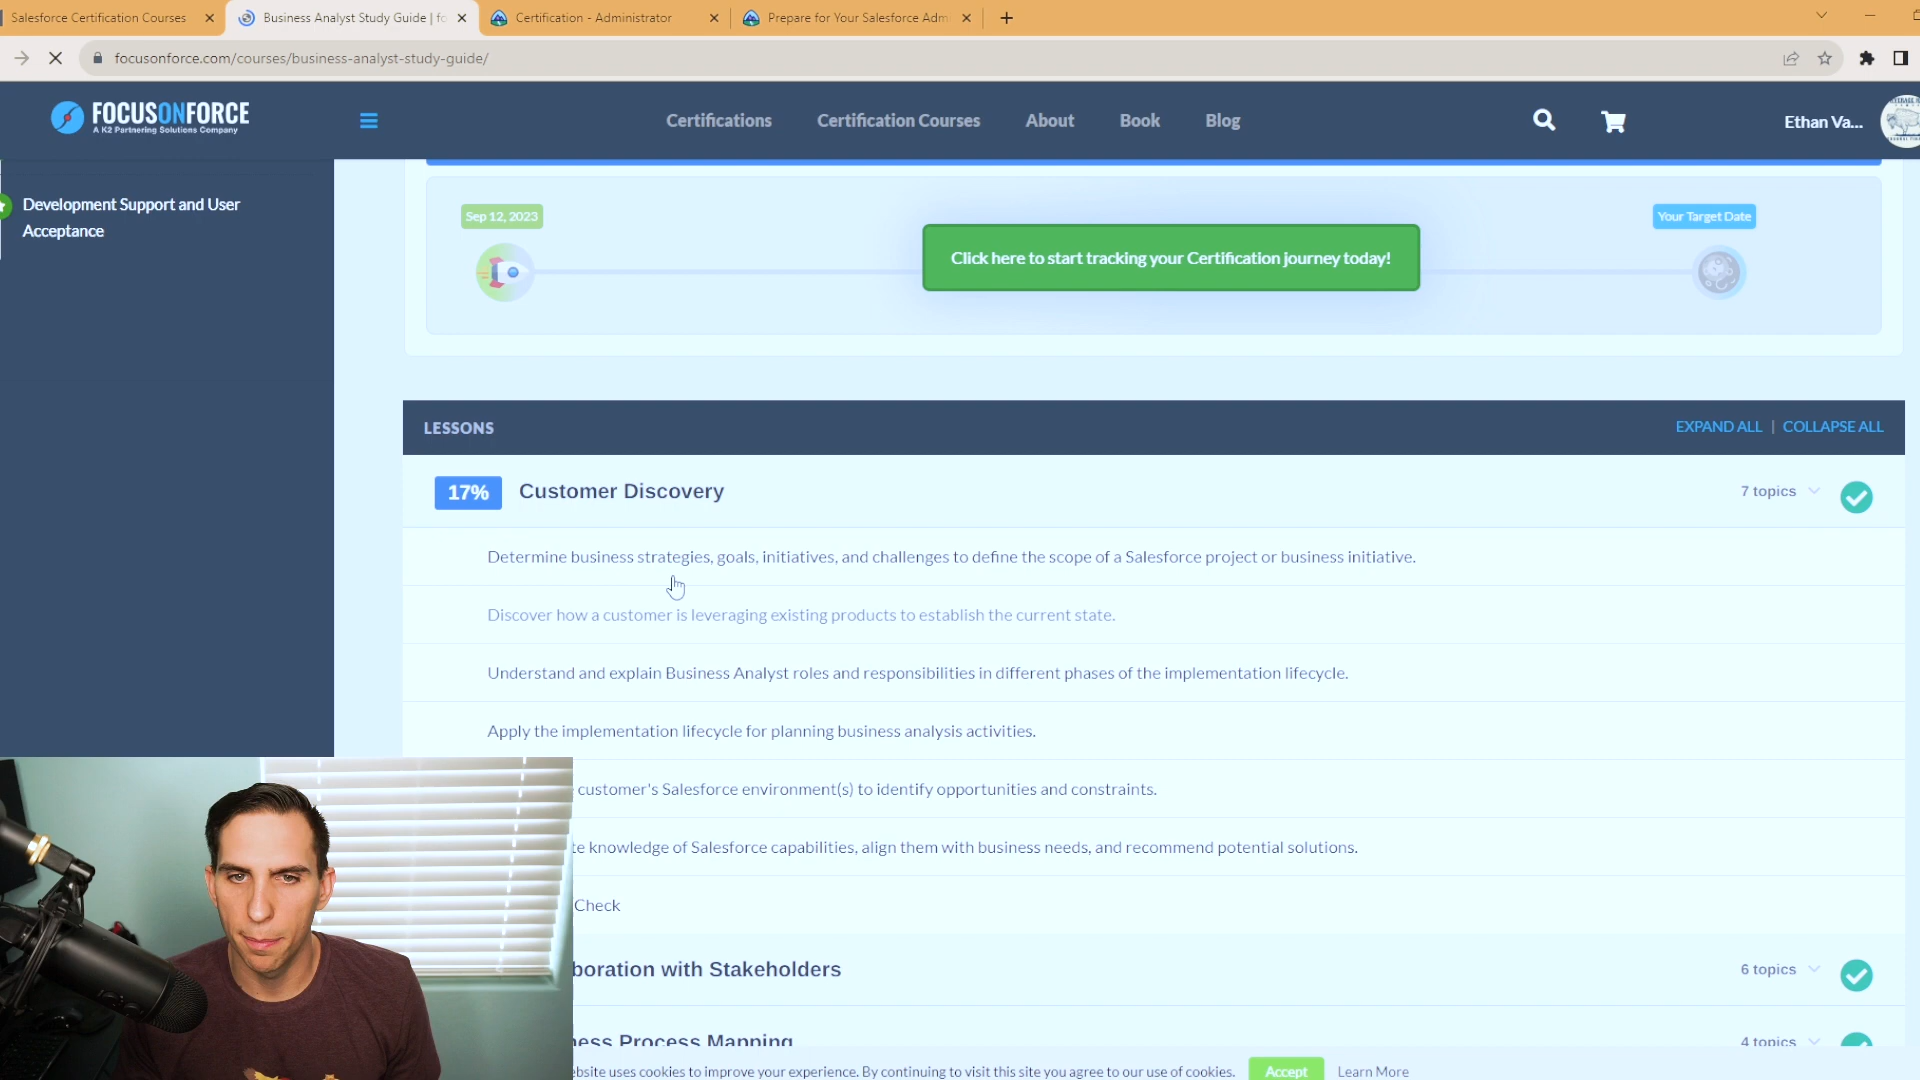 Salesforce Certification Courses
Business Analyst Study Guide | fo
Certification - Administrator
Prepare for Your Salesforce Adm
focusonforce.com/courses/business-analyst-study-guide/
FOCUSONFORCE
A K2 Partnering Solutions Company
Certifications
Certification Courses
About
Book
Blog
Ethan Va...
Development Support and User
Acceptance
Sep 12, 2023
Click here to start tracking your Certification journey today!
Your Target Date
LESSONS
EXPAND ALL | COLLAPSE ALL
17%
Customer Discovery
7 topics
Determine business strategies, goals, initiatives, and challenges to define the scope of a Salesforce project or business initiative.
Discover how a customer is leveraging existing products to establish the current state.
Understand and explain Business Analyst roles and responsibilities in different phases of the implementation lifecycle.
Apply the implementation lifecycle for planning business analysis activities.
customer's Salesforce environment(s) to identify opportunities and constraints.
te knowledge of Salesforce capabilities, align them with business needs, and recommend potential solutions.
Check
boration with Stakeholders
6 topics
ness Process Mapping
4 topics
ebsite uses cookies to improve your experience. By continuing to visit this site you agree to our use of cookies.
Accept
Learn More